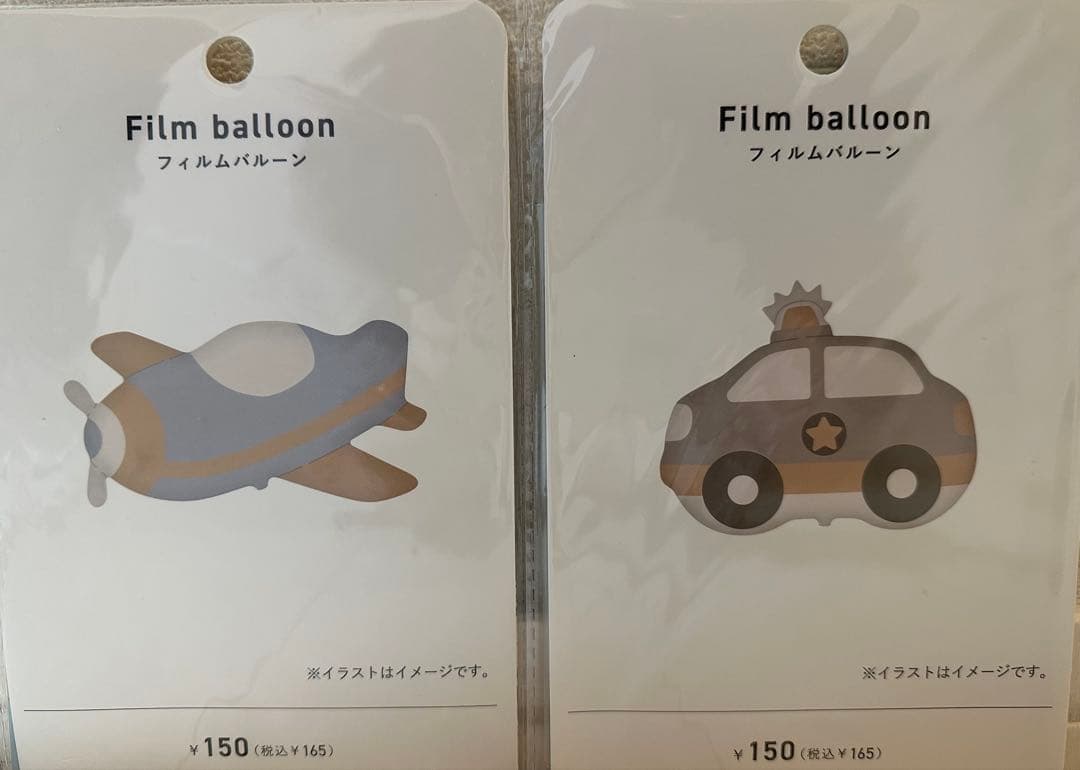 Film balloon
フィルムバルーン
※イラストはイメージです。
¥150(税込¥165)
Film balloon
フィルムバルーン
※イラストはイメージです。
¥150(税込¥165)